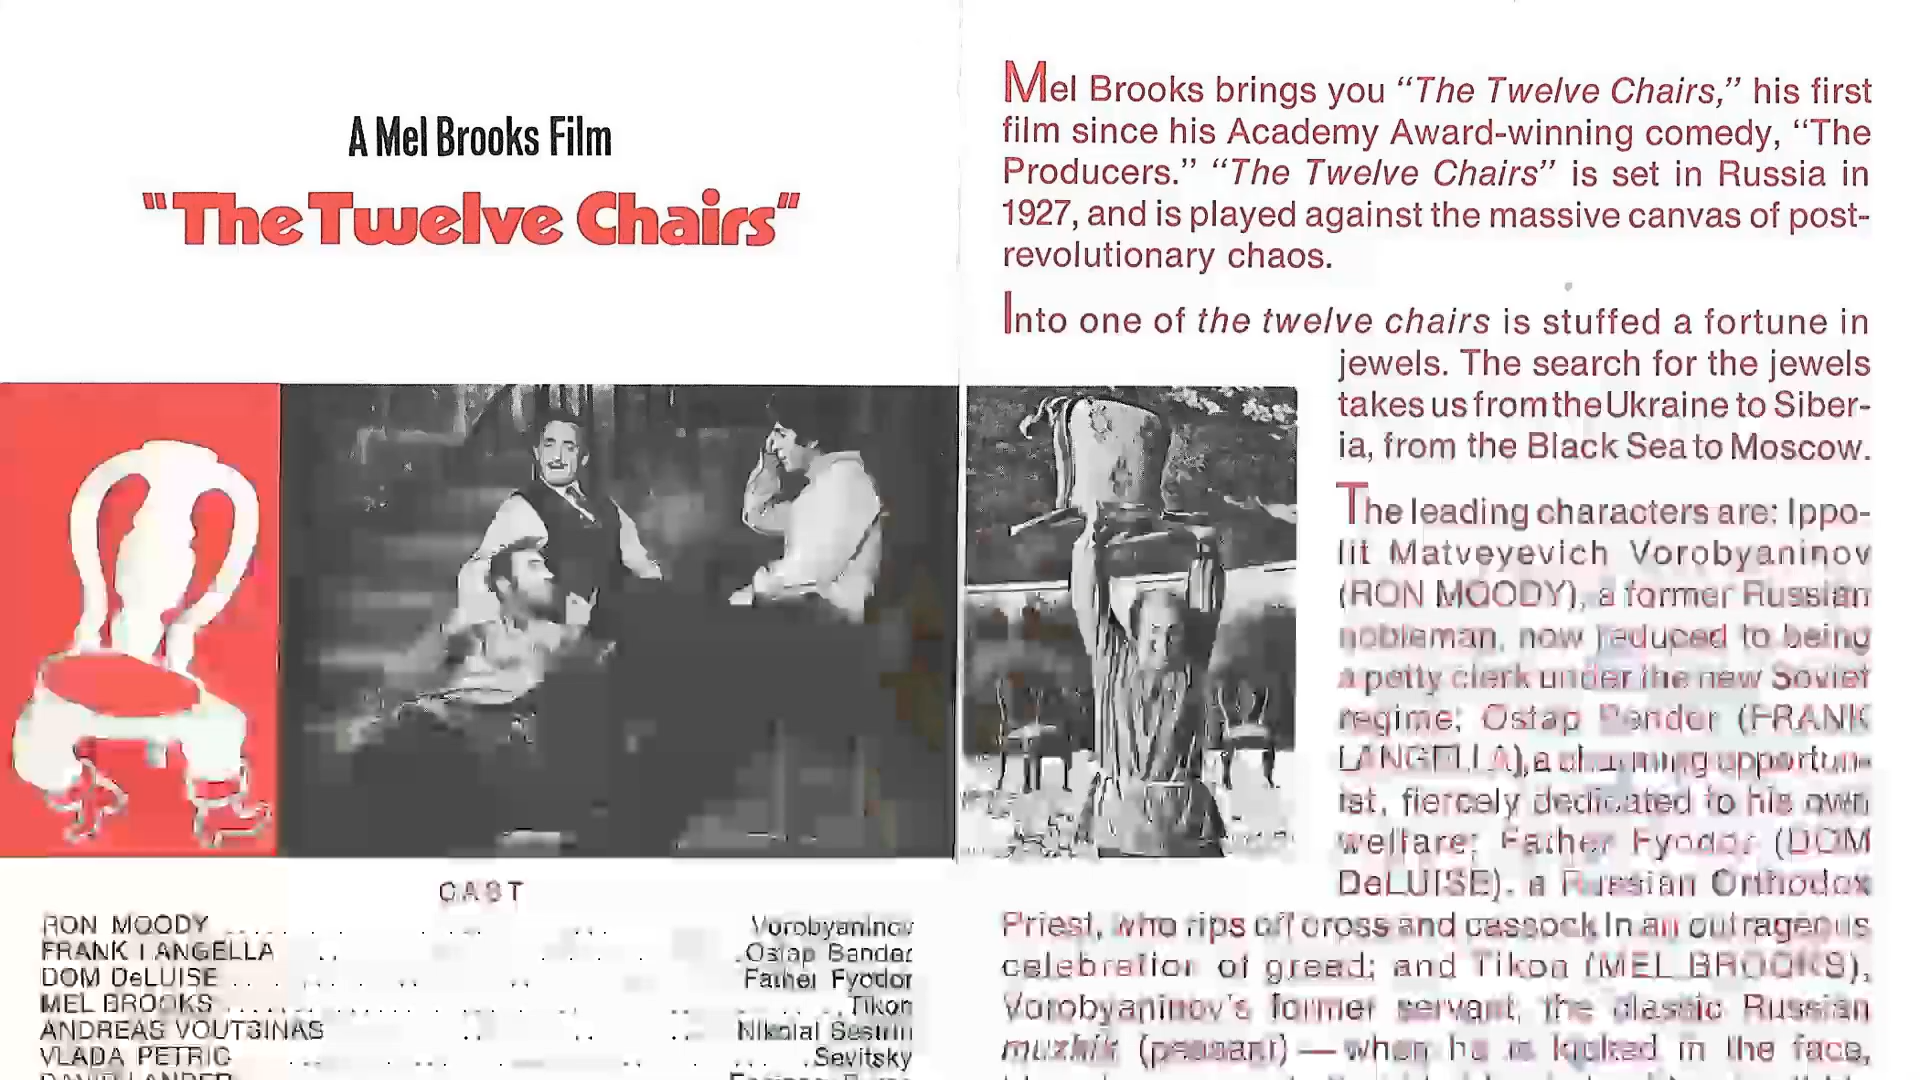 A Mel Brooks Film
"The Twelve Chairs"
CAST
RON MOODY Vorobyaninov
FRANK LANGELLA Ostap Bender
DOM DeLUISE Father Fyodor
MEL BROOKS Tikon
ANDREAS VOUTSINAS Nikolai Sestrin
VLADA PETRIC Sevitsky
DAVID LANDER
Mel Brooks brings you “The Twelve Chairs,” his first
film since his Academy Award-winning comedy, “The
Producers.” “The Twelve Chairs” is set in Russia in
1927, and is played against the massive canvas of post-
revolutionary chaos.
Into one of the twelve chairs is stuffed a fortune in
jewels. The search for the jewels
takes us from the Ukraine to Siber-
ia, from the Black Sea to Moscow.
The leading characters are: Ippo-
lit Matveyevich Vorobyaninov
(RON MOODY), a former Russian
nobleman, now reduced to being
a petty clerk under the new Soviet
regime; Ostap Bender (FRANK
LANGELLA), a charming opportun-
ist, fiercely dedicated to his own
welfare; Father Fyodor (DOM
DeLUISE), a Russian Orthodox
Priest, who rips off cross and cassock in an outrageous
celebration of greed; and Tikon (MEL BROOKS),
Vorobyaninov's former servant, the classic Russian
muzhik (peasant) — when he is kicked in the face,